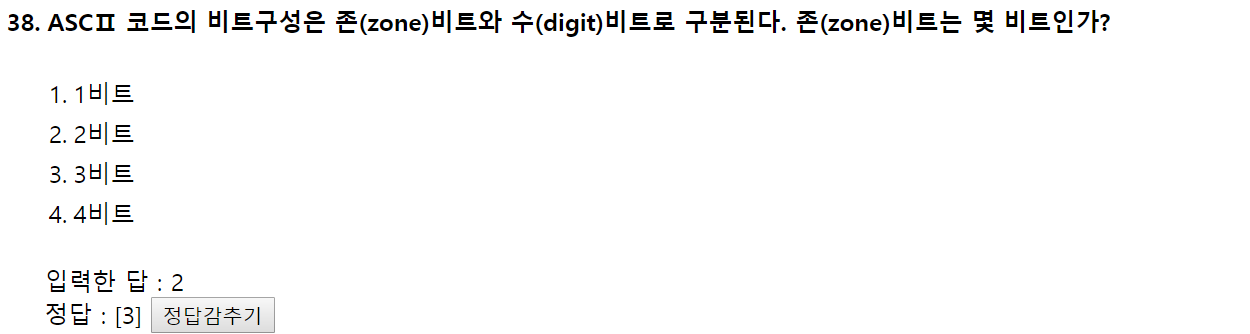 38. ASCⅡ 코드의 비트구성은 존(zone)비트와 수(digit)비트로 구분된다. 존(zone)비트는 몇 비트인가?
1. 1비트
2. 2비트
3. 3비트
4. 4비트
입력한 답 : 2
정답 : [3] 정답감추기